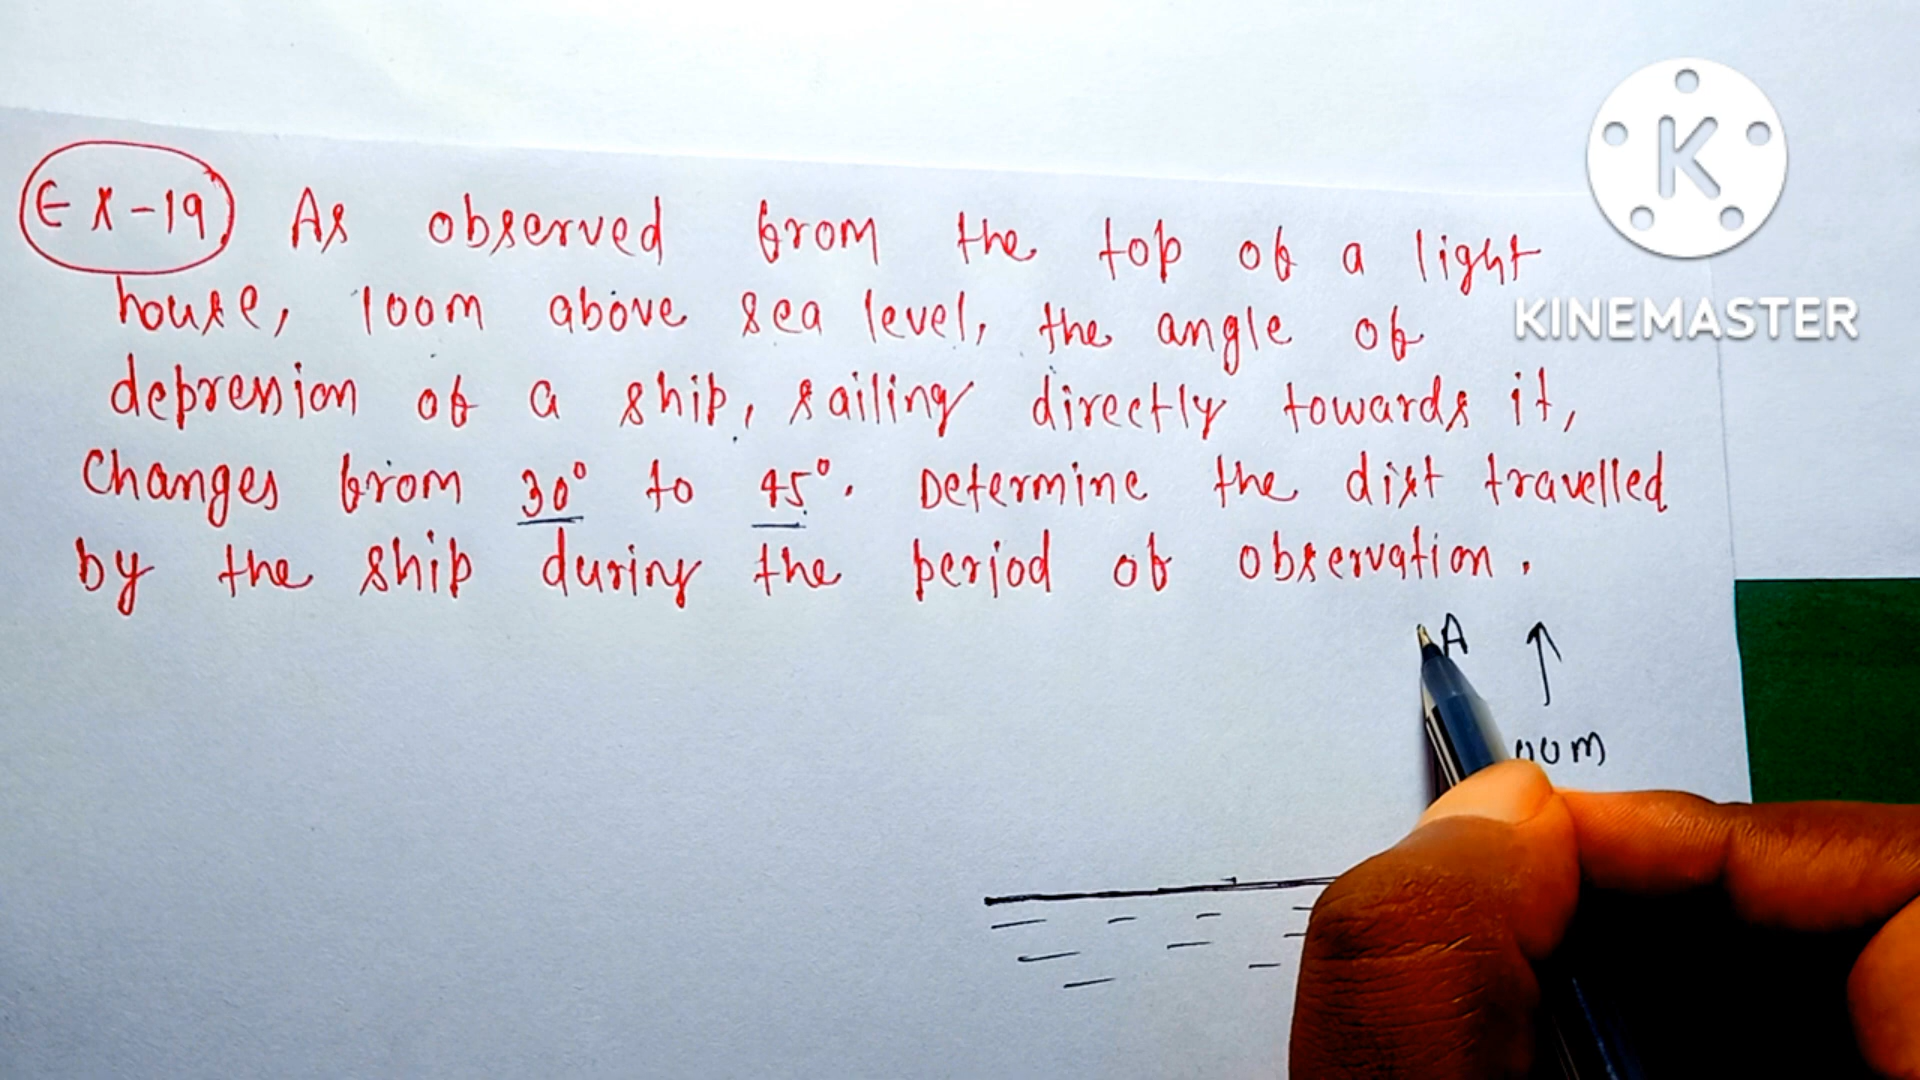 EX-19 As observed from the top of a light
house, 100m above sea level, the angle of
depression of a ship, sailing directly towards it,
changes from 30° to 45°. Determine the dist travelled
by the ship during the period of observation.
A
00m
K
KINEMASTER